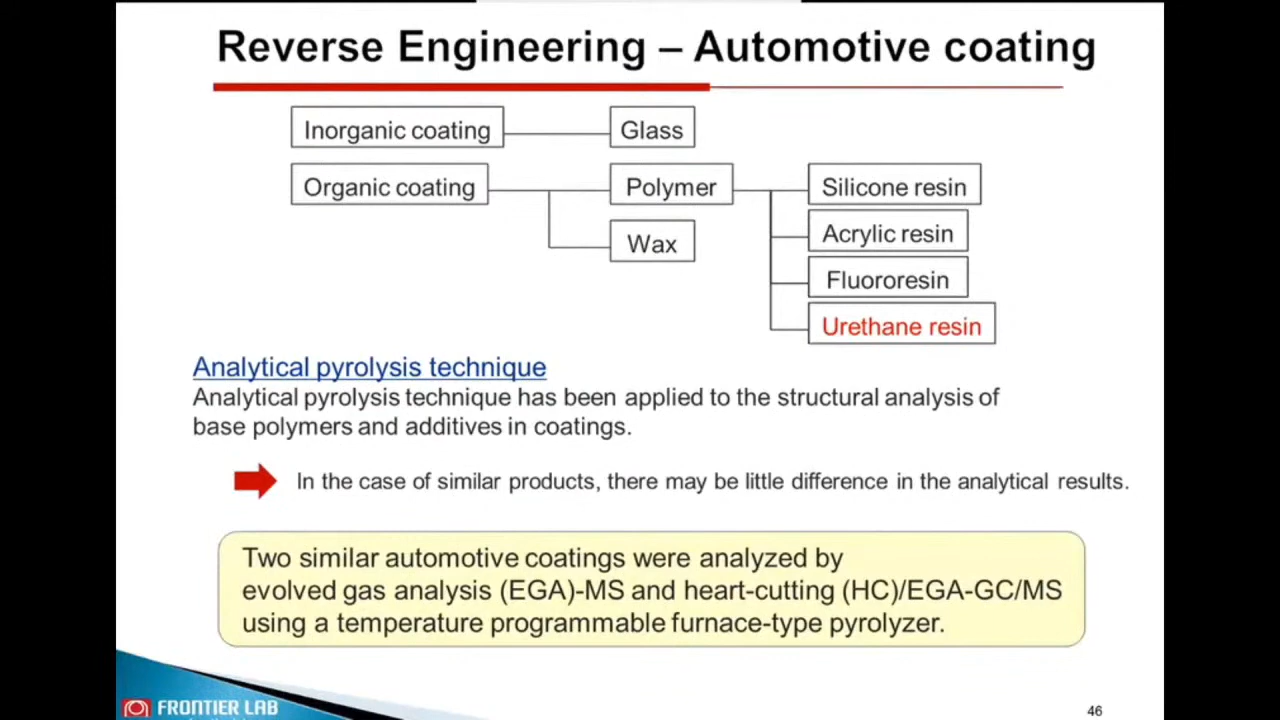 Reverse Engineering – Automotive coating
Inorganic coating
Glass
Organic coating
Polymer
Silicone resin
Acrylic resin
Wax
Fluororesin
Urethane resin
Analytical pyrolysis technique
Analytical pyrolysis technique has been applied to the structural analysis of
base polymers and additives in coatings.
In the case of similar products, there may be little difference in the analytical results.
Two similar automotive coatings were analyzed by
evolved gas analysis (EGA)-MS and heart-cutting (HC)/EGA-GC/MS
using a temperature programmable furnace-type pyrolyzer.
FRONTIER LAB
46